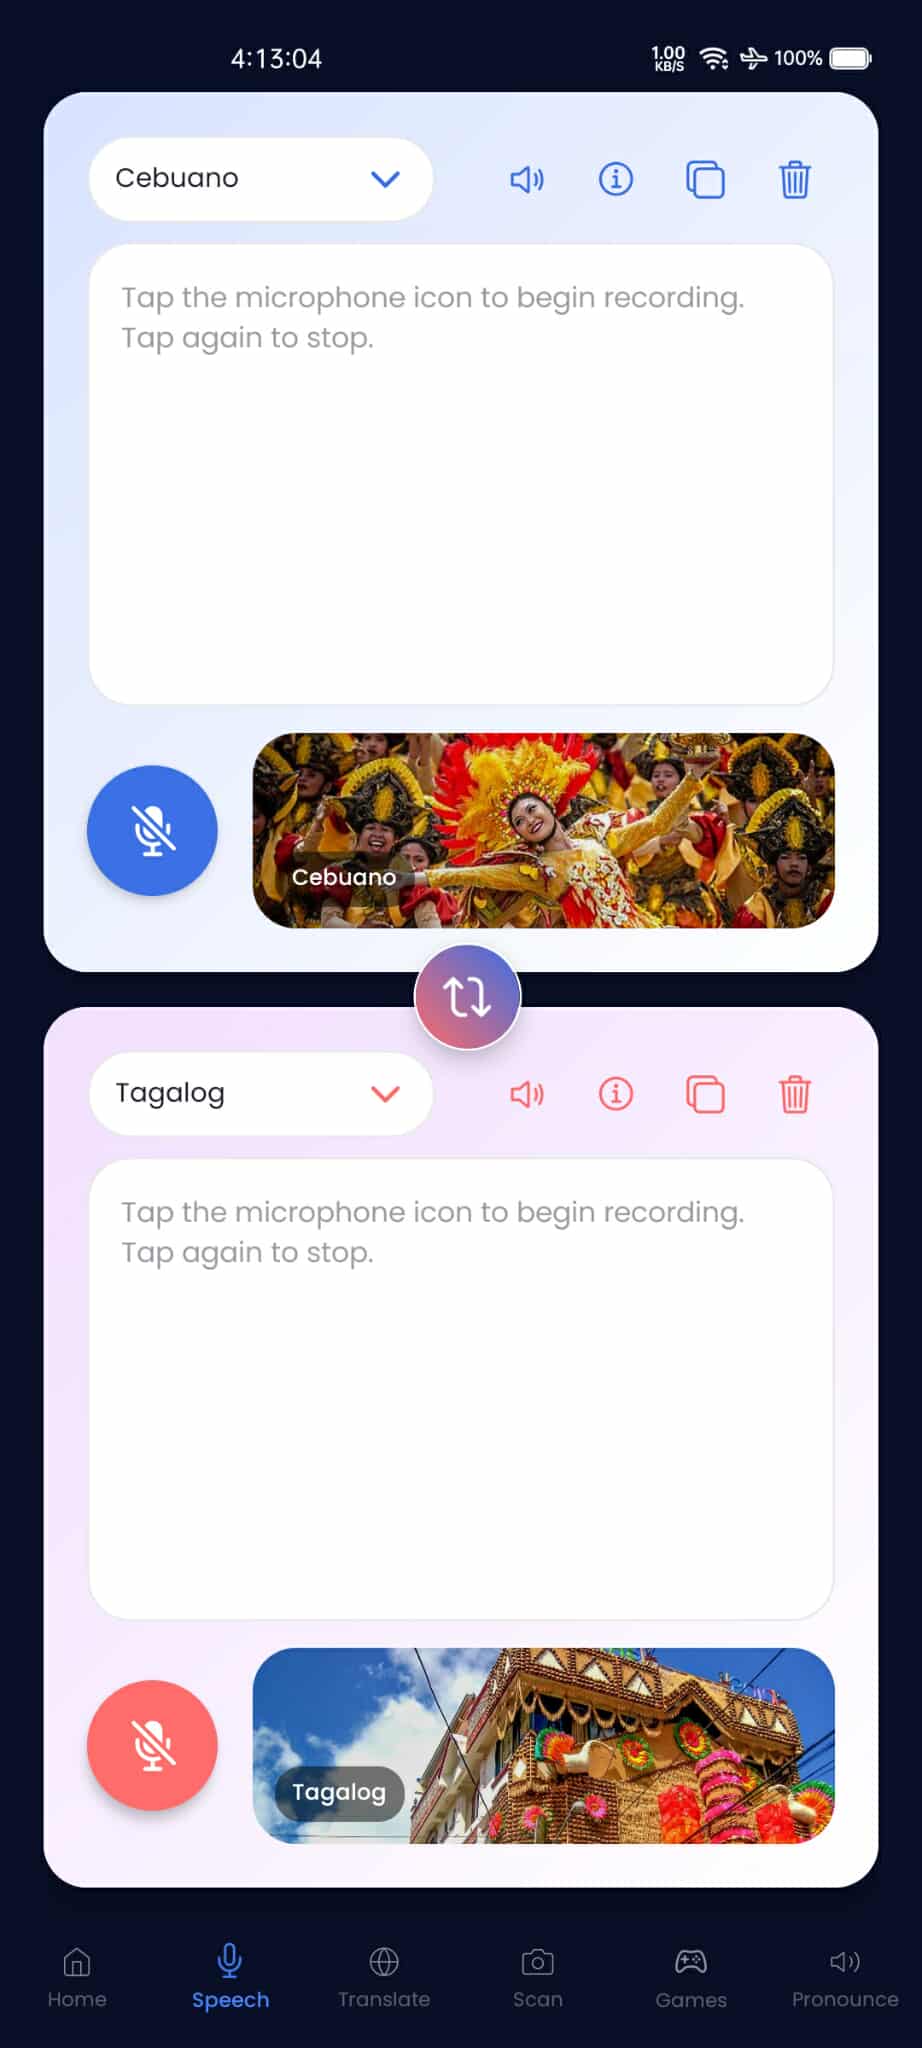 4:13:04
1.00
KB/S
100%
Cebuano
Tap the microphone icon to begin recording.
Tap again to stop.
Cebuano
Tagalog
Tap the microphone icon to begin recording.
Tap again to stop.
Tagalog
Home
Speech
Translate
Scan
Games
Pronounce